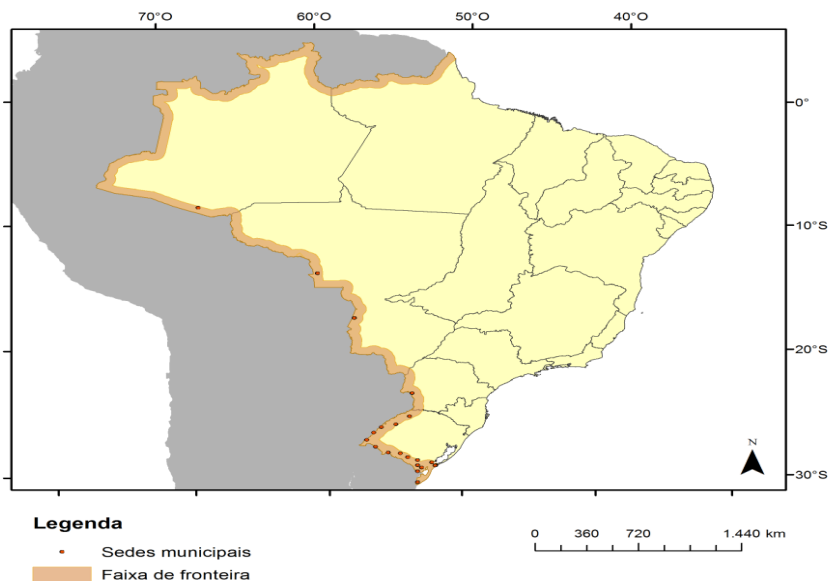 70°O 60°O 50°O 40°O
0°
10°S
20°S
30°S
N
Legenda
Sedes municipais
Faixa de fronteira
0 360 720 1.440 km